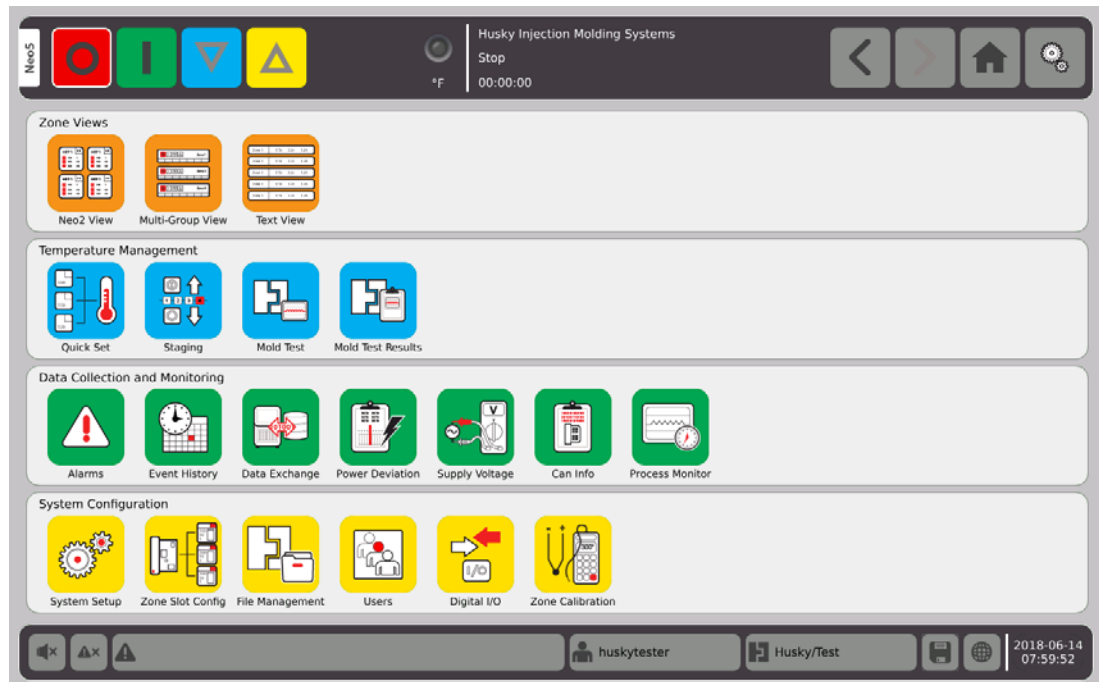 NeoS
Husky Injection Molding Systems
Stop
°F 00:00:00
Zone Views
Neo2 View Multi-Group View Text View
Temperature Management
Quick Set Staging Mold Test Mold Test Results
Data Collection and Monitoring
V
Alarms Event History Data Exchange Power Deviation Supply Voltage Can Info Process Monitor
System Configuration
I/O
System Setup Zone Slot Config File Management Users Digital I/O Zone Calibration
huskytester Husky/Test 2018-06-14
07:59:52